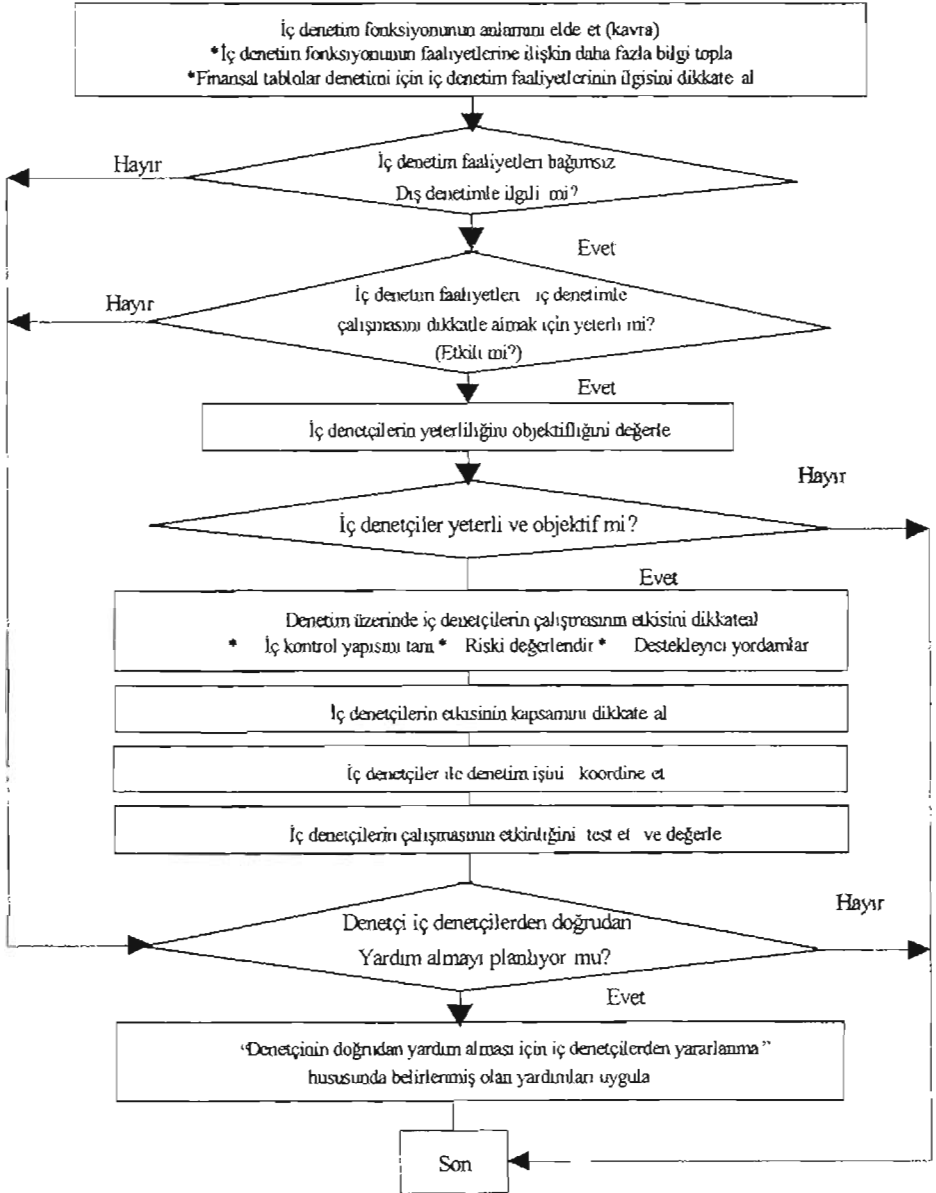 İç denetim fonksiyonunun anlamını elde et (kavra)
*İç denetim fonksiyonunun faaliyetlerine ilişkin daha fazla bilgi topla
*Finansal tablolar denetimi için iç denetim faaliyetlerinin ilgisini dikkate al
Hayır
İç denetim faaliyetleri bağımsız
Dış denetimle ilgili mi?
Evet
Hayır
İç denetim faaliyetleri iç denetimle
çalışmasını dikkatle almak için yeterli mi?
(Etkili mi?)
Evet
İç denetçilerin yeterliliğini objektifliğini değerle
Hayır
İç denetçiler yeterli ve objektif mi?
Evet
Denetim üzerinde iç denetçilerin çalışmasının etkisini dikkateal
* İç kontrol yapısını tanı * Riski değerlendir * Destekleyici yordamlar
İç denetçilerin etkisinin kapsamını dikkate al
İç denetçiler ile denetim işini koordine et
İç denetçilerin çalışmasının etkinliğini test et ve değerle
Hayır
Denetçi iç denetçilerden doğrudan
Yardım almayı planlıyor mu?
Evet
“Denetçinin doğrudan yardım alması için iç denetçilerden yararlanma”
hususunda belirlenmiş olan yardımları uygula
Son